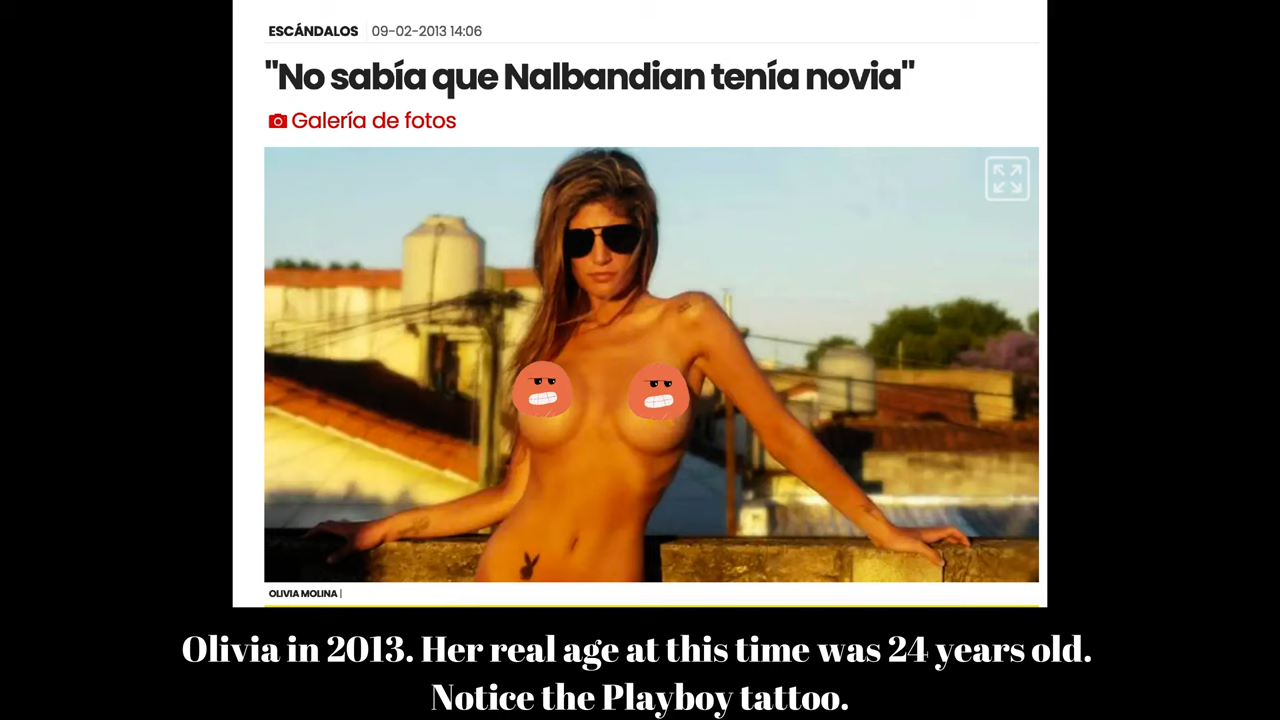 ESCÁNDALOS 09-02-2013 14:06
"No sabía que Nalbandian tenía novia"
Galería de fotos
OLIVIA MOLINA |
Olivia in 2013. Her real age at this time was 24 years old.
Notice the Playboy tattoo.